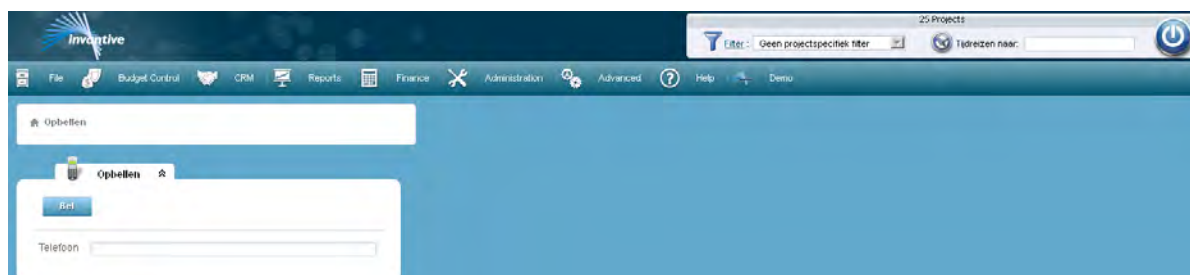 25 Projects
Invantive
Filter: Geen projectspecifiek filter
Tijdreizen naar:
File Budget Control CRM Reports Finance Administration Advanced Help Demo
Opbellen
Opbellen
Bel
Telefoon